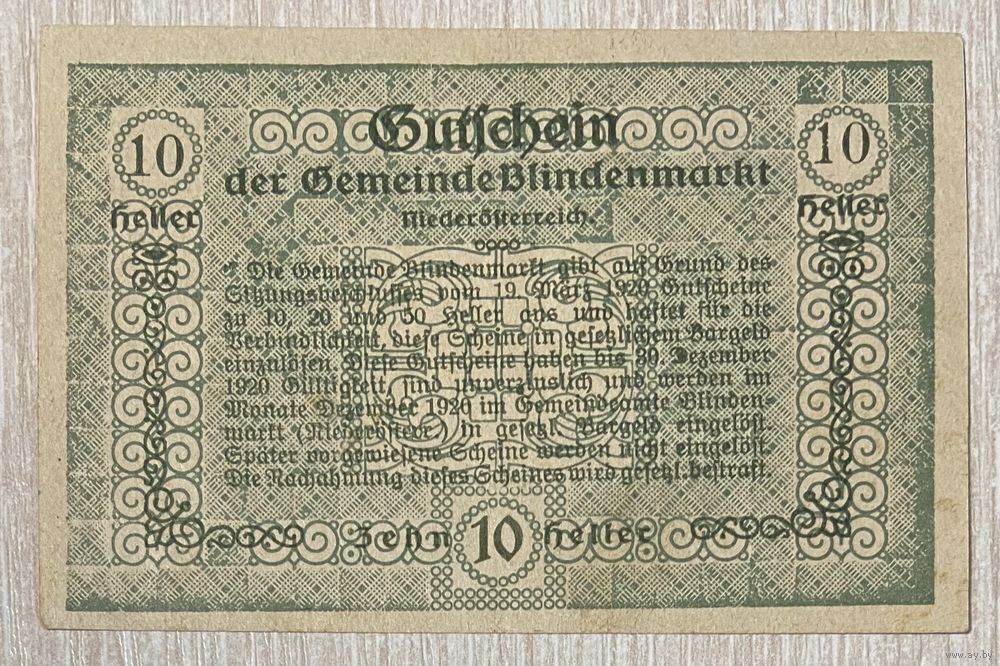 Gutschein
10
10
der Gemeinde Blindenmarkt
Heller
Heller
Niederösterreich.
Die Gemeinde Blindenmarkt gibt auf Grund des
Sitzungsbeschlusses vom 19. März 1920 Gutscheine
zu 10, 20 und 50 Heller aus und haftet für die
Verbindlichkeit, diese Scheine in gesetzlichem Bargeld
einzulösen. Diese Gutscheine haben bis 30. Dezember
1920 Gültigkeit sind unverzinslich und werden im
Monate Dezember 1920 im Gemeindeamte Blinden-
markt (Niederösterr.) in gesetzl. Bargeld eingelöst.
Später vorgewiesene Scheine werden nicht eingelöst.
Die Nachahmung dieses Scheines wird gesetzl. bestraft.
Zehn 10 Heller
www.ay.by